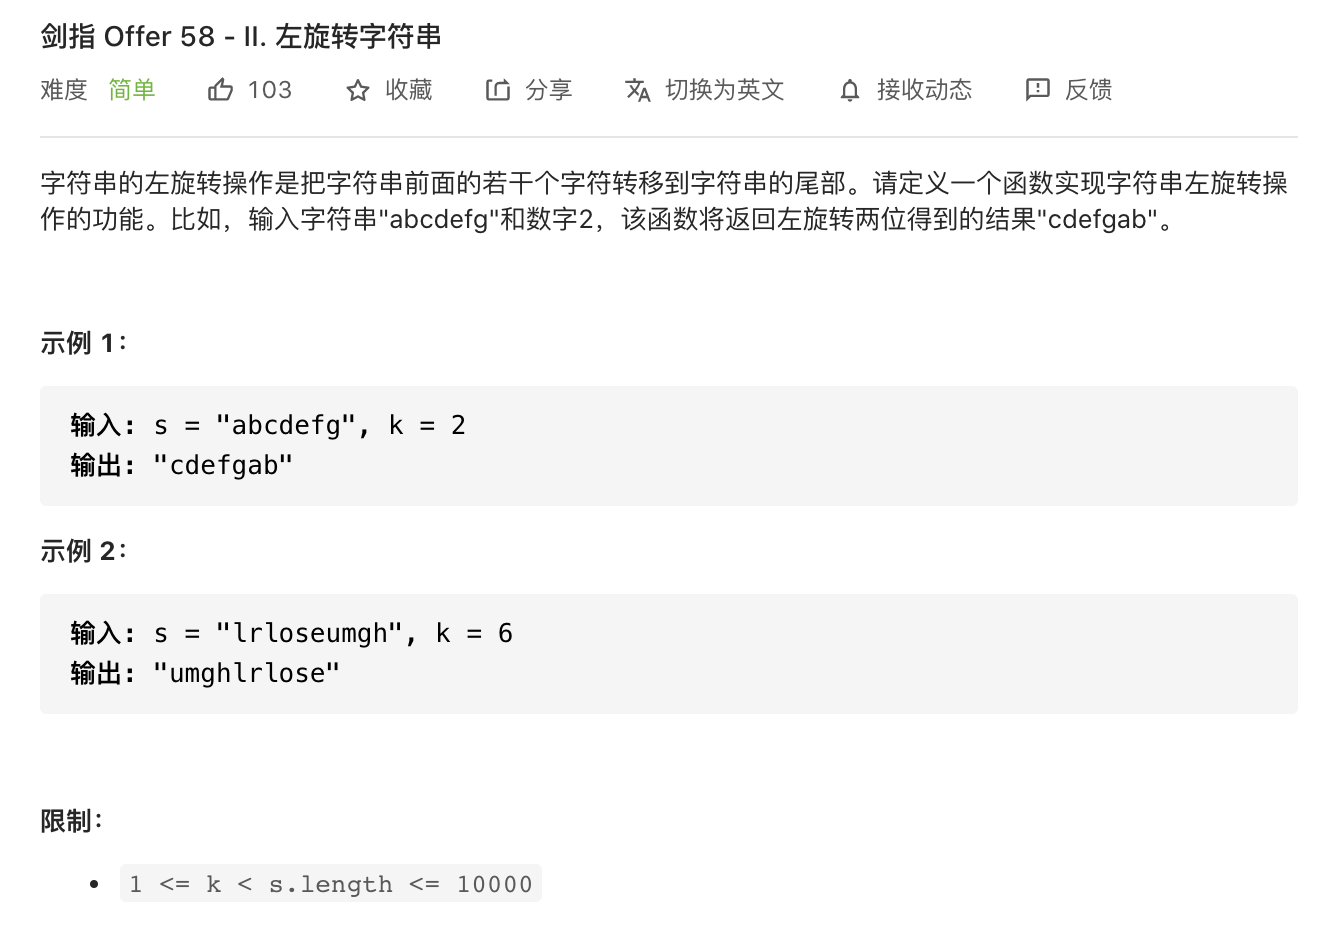 剑指 Offer 58 - II. 左旋转字符串
难度 简单 103 收藏 分享 切换为英文 接收动态 反馈
字符串的左旋转操作是把字符串前面的若干个字符转移到字符串的尾部。请定义一个函数实现字符串左旋转操
作的功能。比如，输入字符串"abcdefg"和数字2，该函数将返回左旋转两位得到的结果"cdefgab"。
示例 1：
输入: s = "abcdefg", k = 2
输出: "cdefgab"
示例 2：
输入: s = "lrloseumgh", k = 6
输出: "umghlrlose"
限制：
• 1 <= k < s.length <= 10000